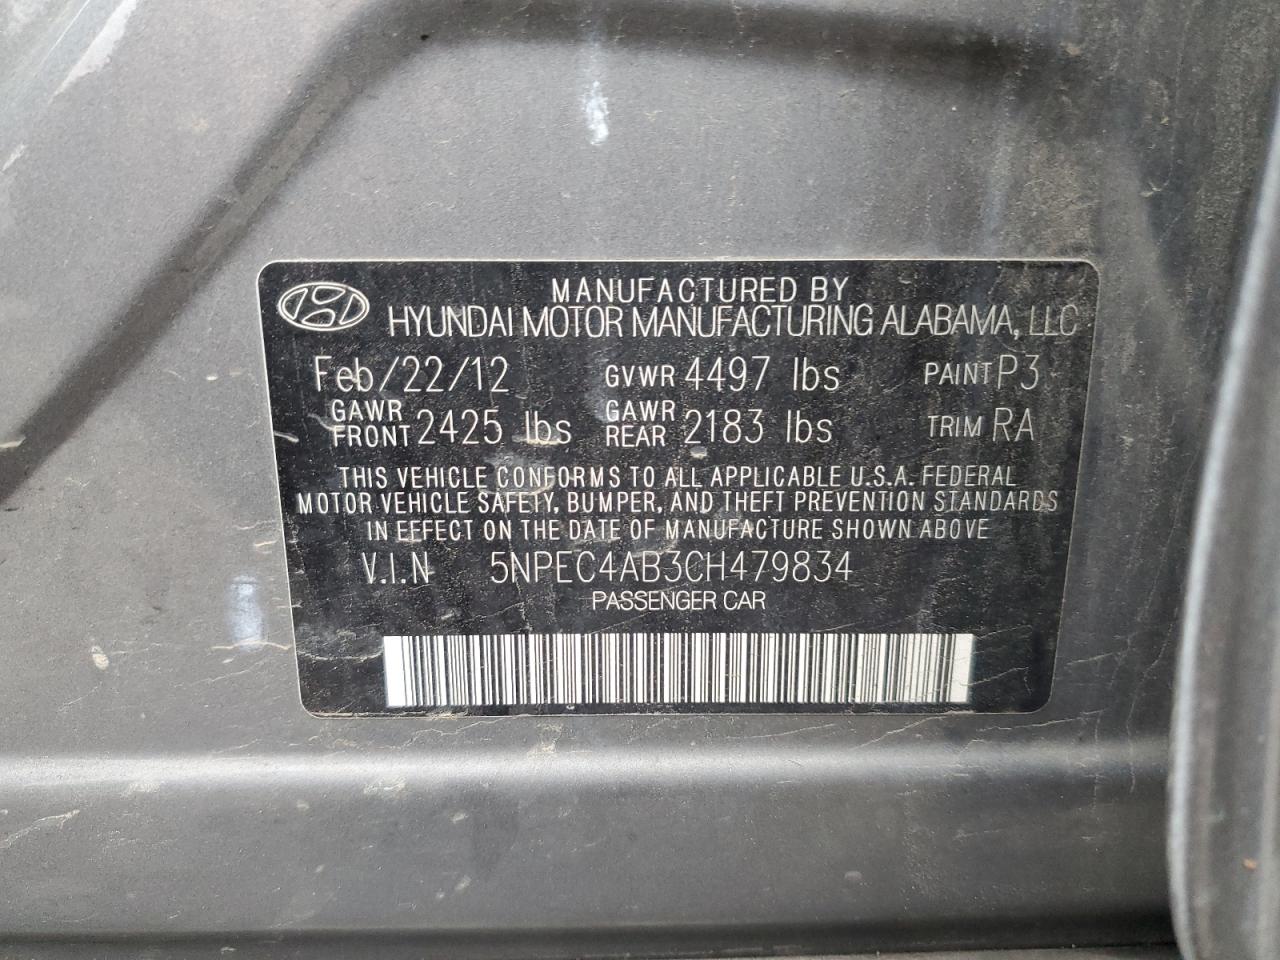 MANUFACTURED BY
HYUNDAI MOTOR MANUFACTURING ALABAMA, LLC
Feb/22/12 GVWR 4497 lbs PAINT P3
GAWR FRONT 2425 lbs GAWR REAR 2183 lbs TRIM RA
THIS VEHICLE CONFORMS TO ALL APPLICABLE U.S.A. FEDERAL
MOTOR VEHICLE SAFETY, BUMPER, AND THEFT PREVENTION STANDARDS
IN EFFECT ON THE DATE OF MANUFACTURE SHOWN ABOVE
V.I.N 5NPEC4AB3CH479834
PASSENGER CAR